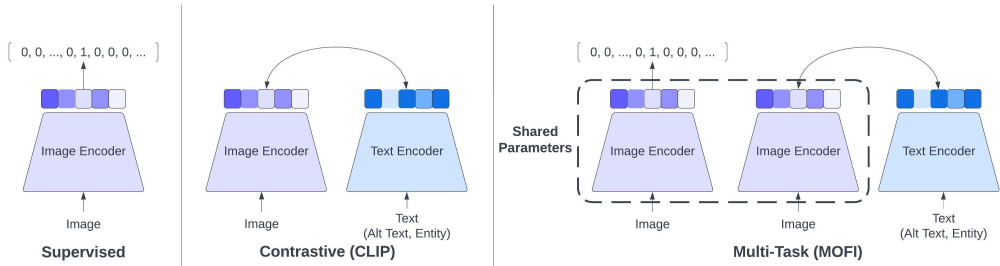 0, 0, ..., 0, 1, 0, 0, 0, ...
Image Encoder
Image
Supervised
Image Encoder
Text Encoder
Image
Text
(Alt Text, Entity)
Contrastive (CLIP)
0, 0, ..., 0, 1, 0, 0, 0, ...
Shared
Parameters
Image Encoder
Image Encoder
Text Encoder
Image
Image
Text
(Alt Text, Entity)
Multi-Task (MOFI)